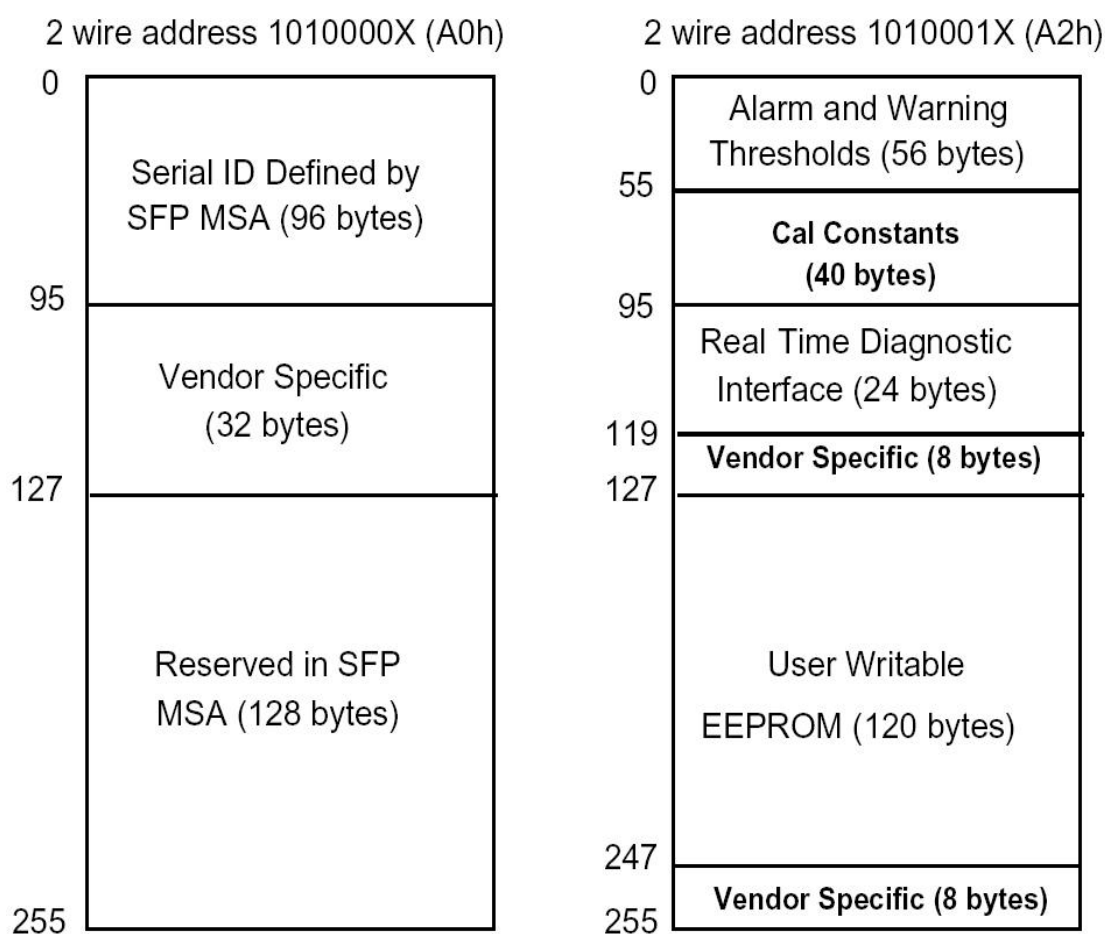 2 wire address 1010000X (A0h)
0
Serial ID Defined by
SFP MSA (96 bytes)
95
Vendor Specific
(32 bytes)
127
Reserved in SFP
MSA (128 bytes)
255
2 wire address 1010001X (A2h)
0
Alarm and Warning
Thresholds (56 bytes)
55
Cal Constants
(40 bytes)
95
Real Time Diagnostic
Interface (24 bytes)
119
Vendor Specific (8 bytes)
127
User Writable
EEPROM (120 bytes)
247
Vendor Specific (8 bytes)
255